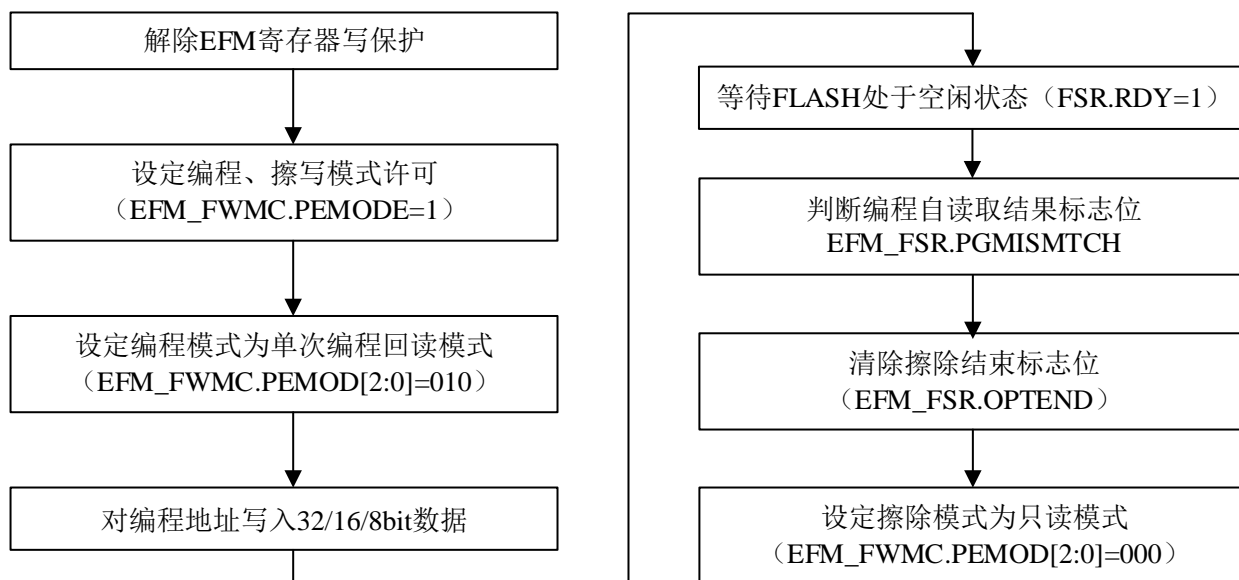 解除EFM寄存器写保护
设定编程、擦写模式许可
（EFM_FWMC.PEMODE=1）
设定编程模式为单次编程回读模式
（EFM_FWMC.PEMOD[2:0]=010）
对编程地址写入32/16/8bit数据
等待FLASH处于空闲状态（FSR.RDY=1）
判断编程自读取结果标志位
EFM_FSR.PGMISMTCH
清除擦除结束标志位
（EFM_FSR.OPTEND）
设定擦除模式为只读模式
（EFM_FWMC.PEMOD[2:0]=000）